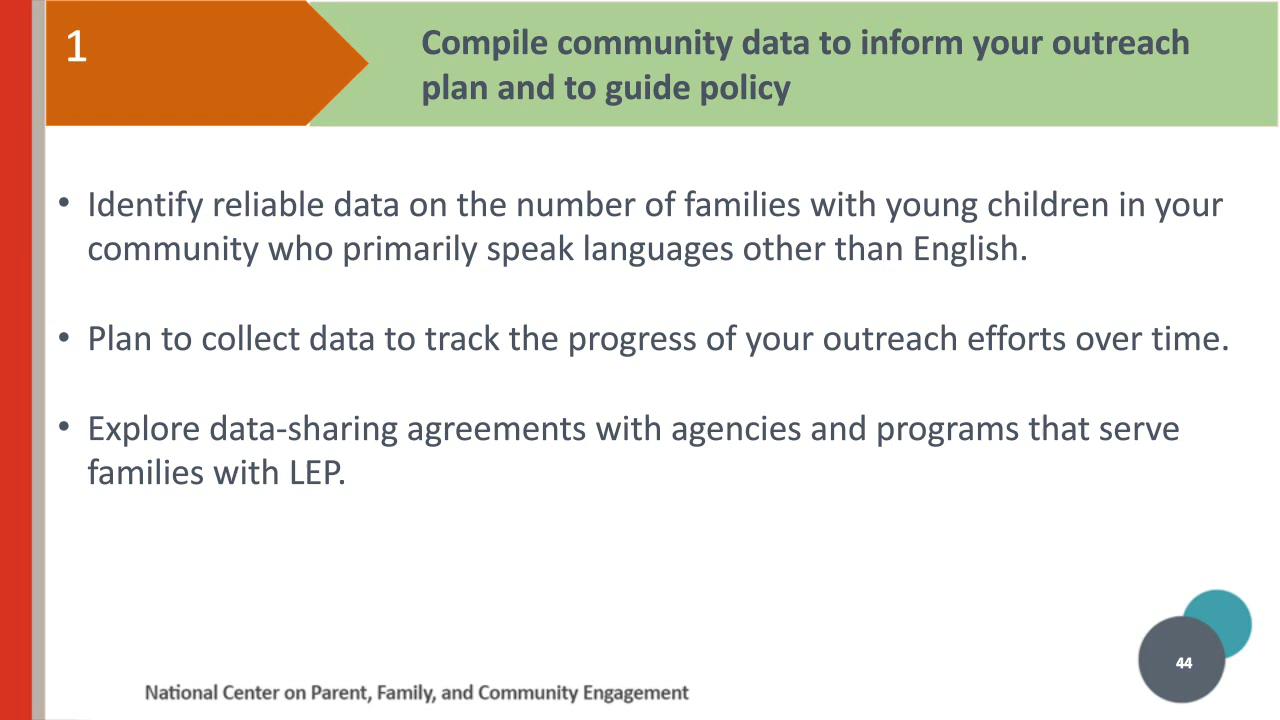 1
Compile community data to inform your outreach
plan and to guide policy
• Identify reliable data on the number of families with young children in your
community who primarily speak languages other than English.
• Plan to collect data to track the progress of your outreach efforts over time.
• Explore data-sharing agreements with agencies and programs that serve
families with LEP.
44
National Center on Parent, Family, and Community Engagement